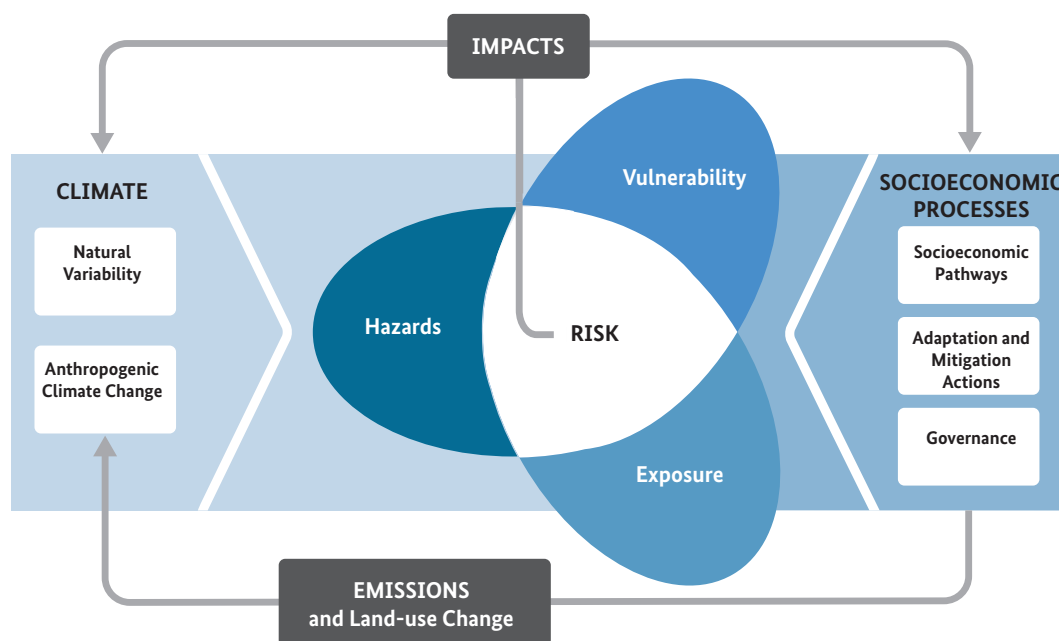 IMPACTS
CLIMATE
Natural
Variability
Anthropogenic
Climate Change
Hazards
Vulnerability
RISK
Exposure
SOCIOECONOMIC
PROCESSES
Socioeconomic
Pathways
Adaptation and
Mitigation
Actions
Governance
EMISSIONS
and Land-use Change